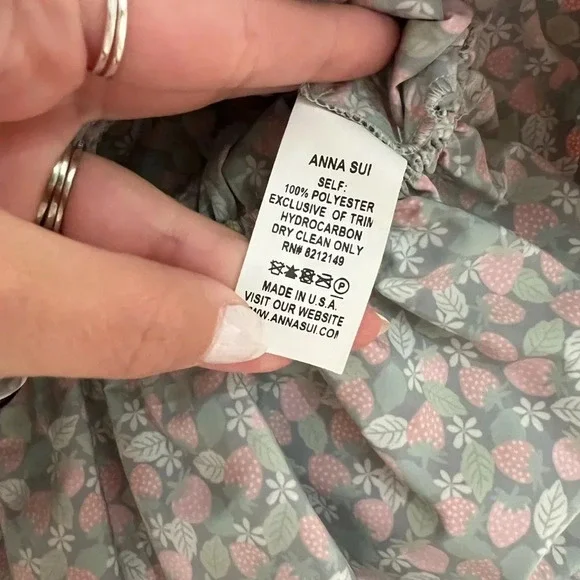 ANNA SUI
SELF:
100% POLYESTER
EXCLUSIVE OF TRIM
HYDROCARBON
DRY CLEAN ONLY
RN# 8212149
P
MADE IN U.S.A.
VISIT OUR WEBSITE
WWW.ANNASUI.COM